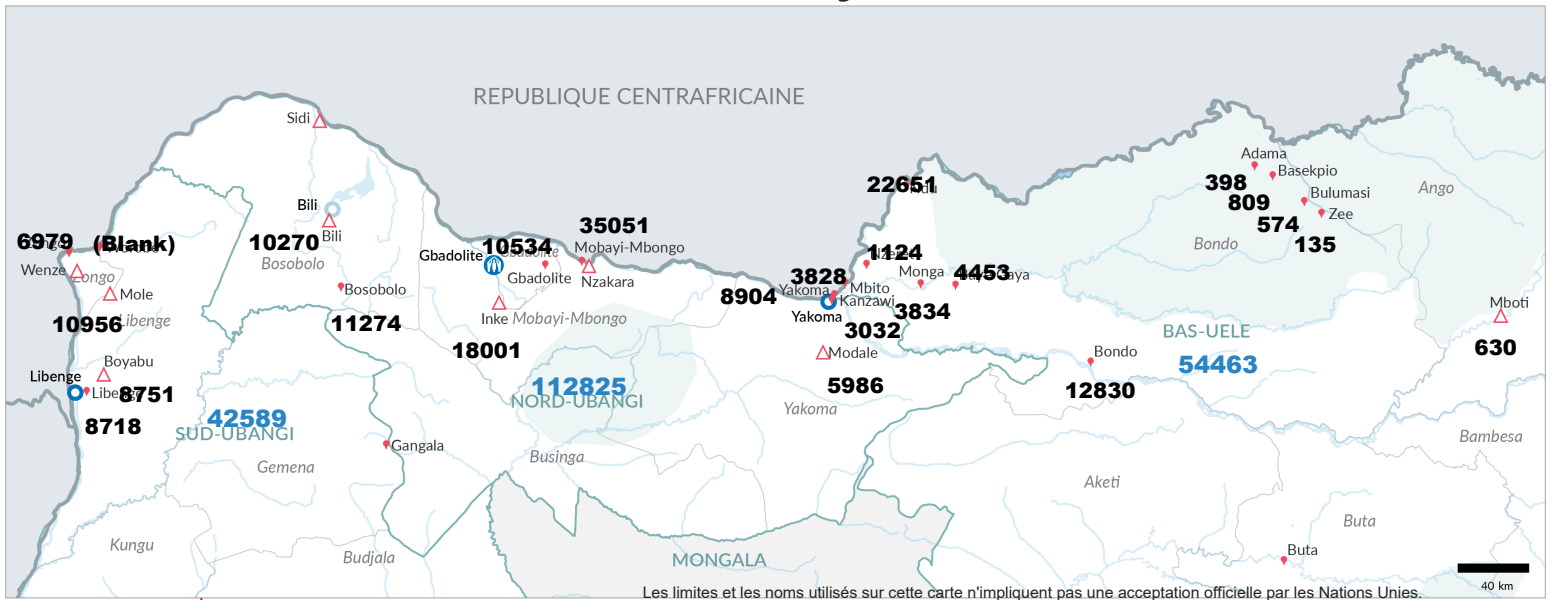 REPUBLIQUE CENTRAFRICAINE
Sidi
Adama
Basekpio
398
Bulumasi
809
Zee
574
135
Ango
Bondo
22651
Bili
Bili
10270
Bosobolo
6979
(Blank)
Wenze
Zongo
Mole
10956
Libenge
Boyabu
Libenge
Libenge
8751
8718
Bosobolo
11274
Gbadolite
10534
Gbadolite
Gbadolite
35051
Mobayi-Mbongo
Nzakara
Inke
Mobayi-Mbongo
18001
8904
3828
Yakoma
Mbito
Kanzawi
Yakoma
1124
Monga
4453
3834
3032
Modale
5986
Yakoma
Bondo
12830
BAS-UELE
54463
Mboti
630
42589
SUD-UBANGI
112825
NORD-UBANGI
Gangala
Gemena
Businga
Bambesa
Aketi
Buta
Buta
Kungu
Budjala
MONGALA
40 km
Les limites et les noms utilisés sur cette carte n'impliquent pas une acceptation officielle par les Nations Unies.